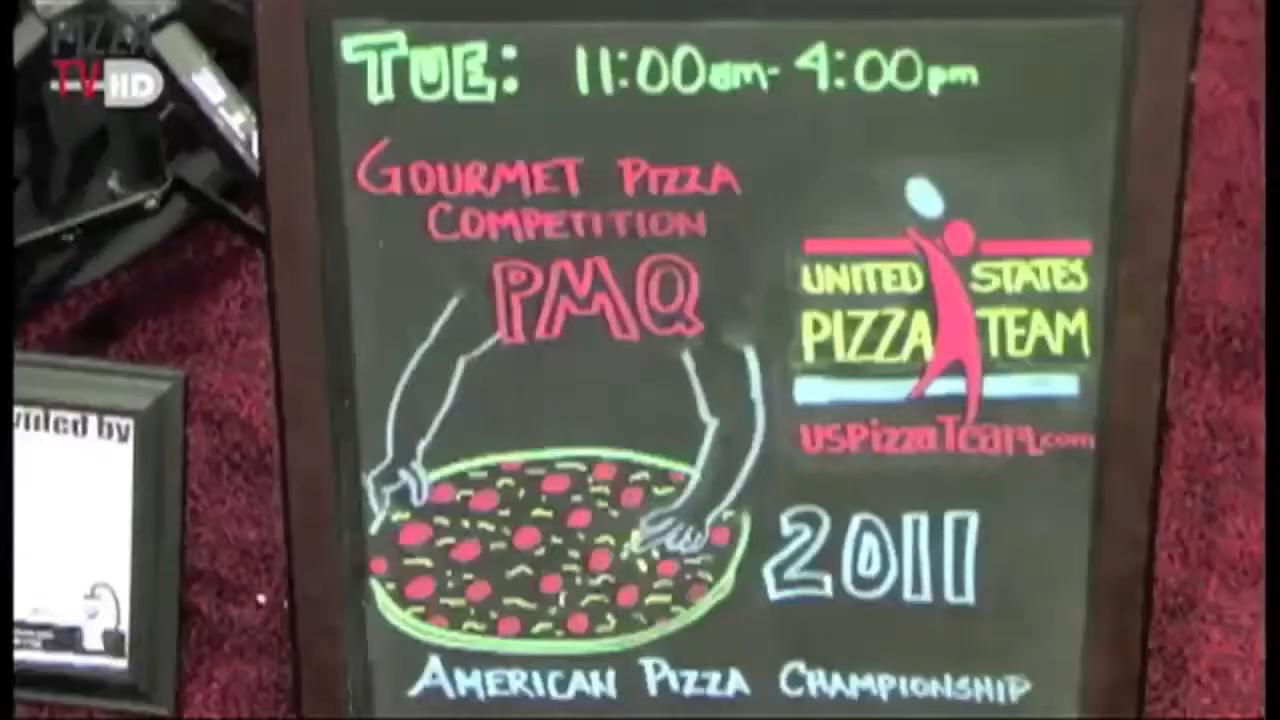 PIZZA
TV HD
TUE: 11:00am- 4:00pm
GOURMET PIZZA
COMPETITION
PMQ
UNITED STATES
PIZZA TEAM
USPizzaTeam.com
2011
AMERICAN PIZZA CHAMPIONSHIP
by